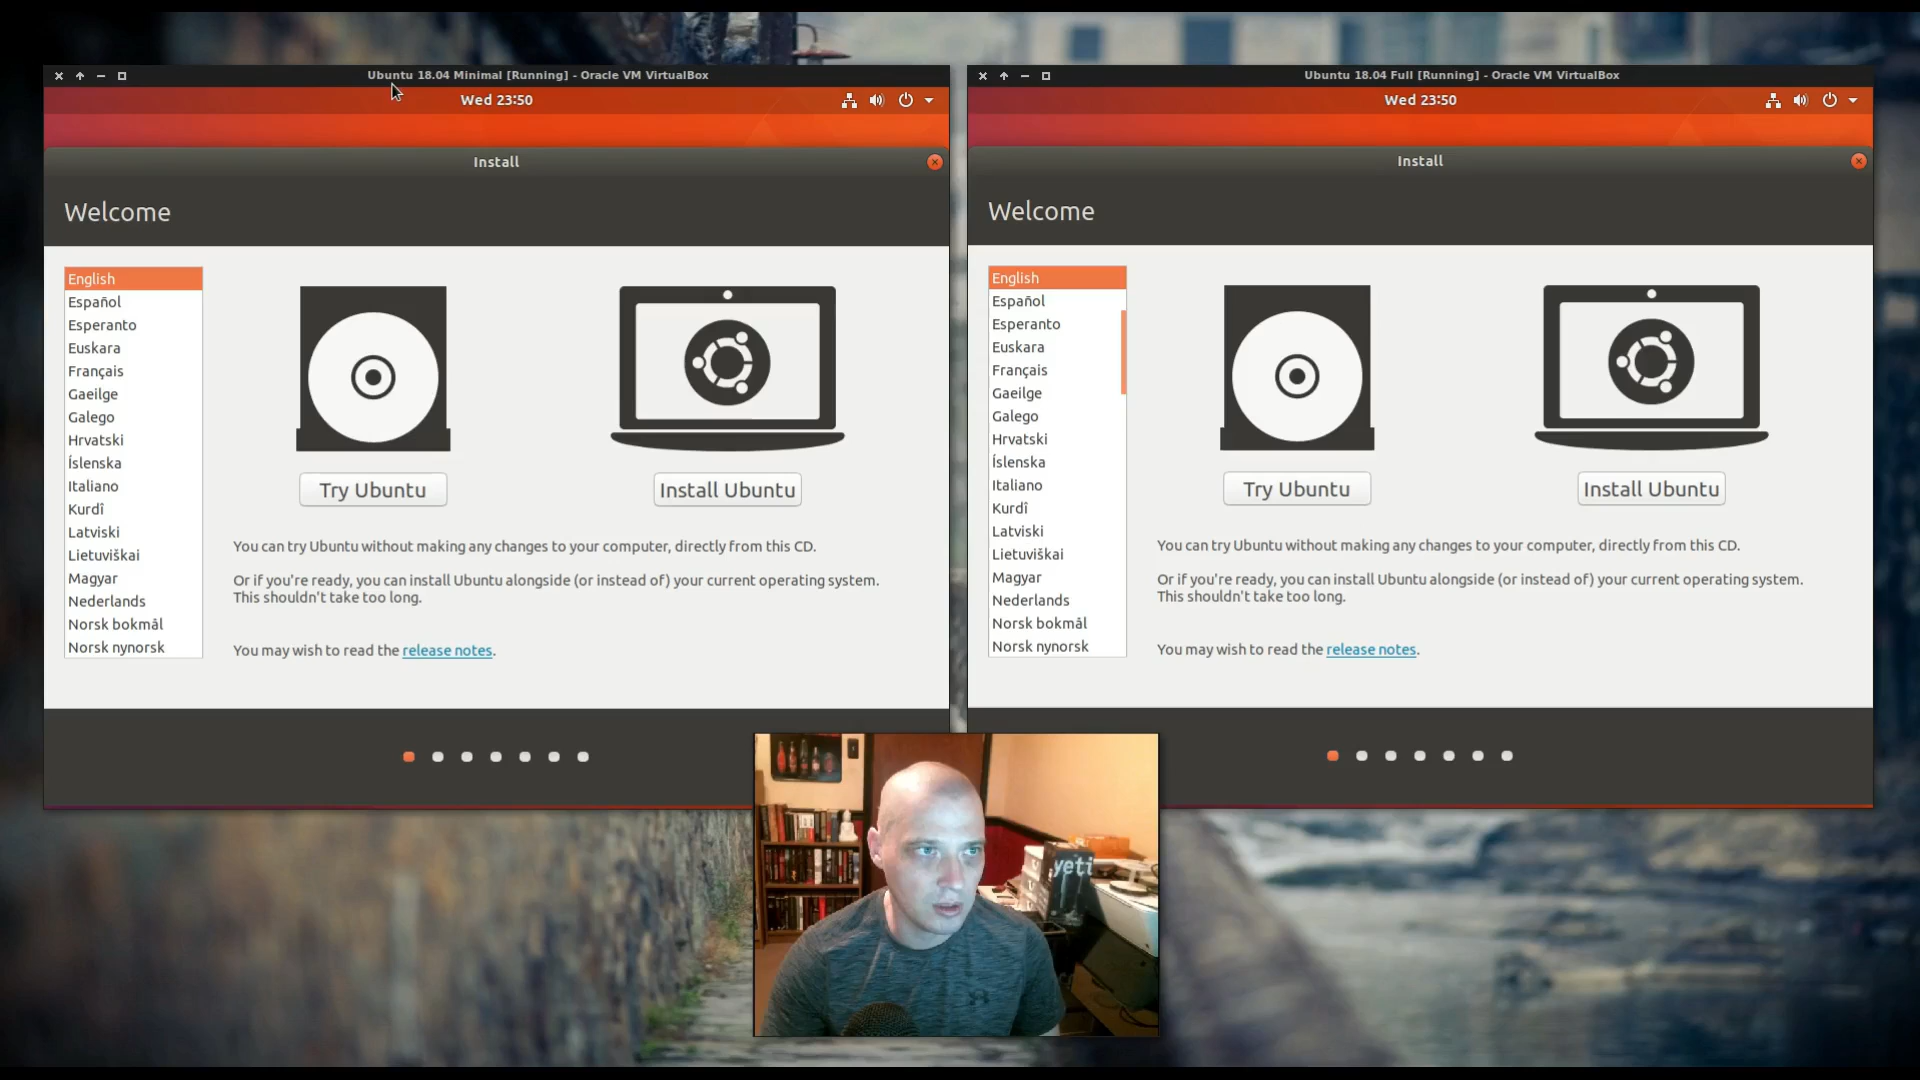 Ubuntu 18.04 Minimal [Running] - Oracle VM VirtualBox
Wed 23:50
Install
Welcome
English
Español
Esperanto
Euskara
Français
Gaeilge
Galego
Hrvatski
Íslenska
Italiano
Kurdî
Latviski
Lietuviškai
Magyar
Nederlands
Norsk bokmål
Norsk nynorsk
Try Ubuntu
Install Ubuntu
You can try Ubuntu without making any changes to your computer, directly from this CD.
Or if you're ready, you can install Ubuntu alongside (or instead of) your current operating system.
This shouldn't take too long.
You may wish to read the release notes.
Ubuntu 18.04 Full [Running] - Oracle VM VirtualBox
Wed 23:50
Install
Welcome
English
Español
Esperanto
Euskara
Français
Gaeilge
Galego
Hrvatski
Íslenska
Italiano
Kurdî
Latviski
Lietuviškai
Magyar
Nederlands
Norsk bokmål
Norsk nynorsk
Try Ubuntu
Install Ubuntu
You can try Ubuntu without making any changes to your computer, directly from this CD.
Or if you're ready, you can install Ubuntu alongside (or instead of) your current operating system.
This shouldn't take too long.
You may wish to read the release notes.
yeti